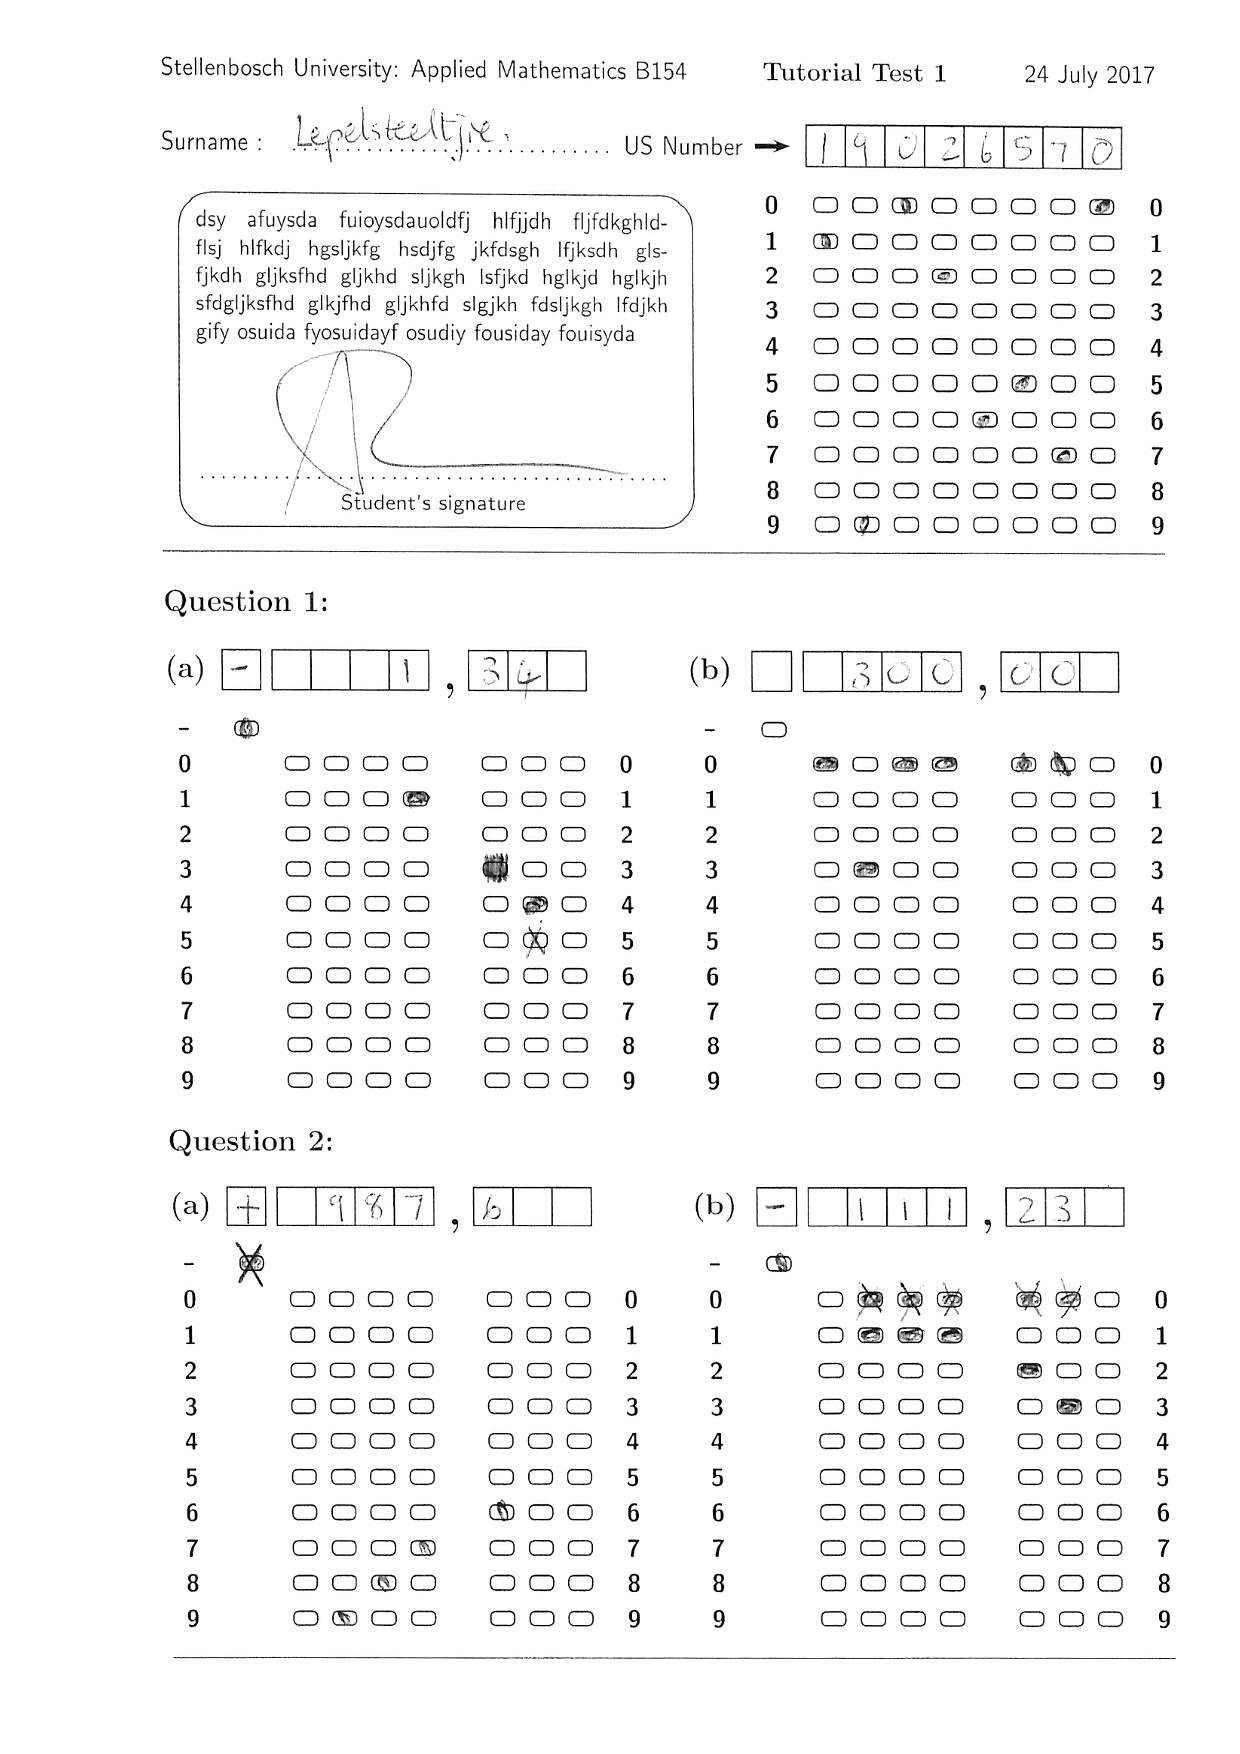 Stellenbosch University: Applied Mathematics B154 Tutorial Test 1 24 July 2017
Surname : Lepelsteeltjie. US Number → 1 9 0 2 6 5 7 0
dsy afuysda fuioysdauoldfj hlfjjdh fljfdkghld-
flsj hlfkdj hgsljkfg hsdjfg jkfdsgh lfjksdh gls-
fjkdh gljksfhd gljkhd sljkgh lsfjkd hglkjd hglkjh
sfdgljksfhd glkjfhd gljkhfd slgjkh fdsljkgh lfdjkh
gify osuida fyosuidayf osudiy fousiday fouisyda
Student's signature
0 0
1 1
2 2
3 3
4 4
5 5
6 6
7 7
8 8
9 9
Question 1:
(a) - 1 , 3 4 (b) 3 0 0 , 0 0
- -
0 0 0 0
1 1 1 1
2 2 2 2
3 3 3 3
4 4 4 4
5 5 5 5
6 6 6 6
7 7 7 7
8 8 8 8
9 9 9 9
Question 2:
(a) + 9 8 7 , 6 (b) - 1 1 1 , 2 3
- -
0 0 0 0
1 1 1 1
2 2 2 2
3 3 3 3
4 4 4 4
5 5 5 5
6 6 6 6
7 7 7 7
8 8 8 8
9 9 9 9